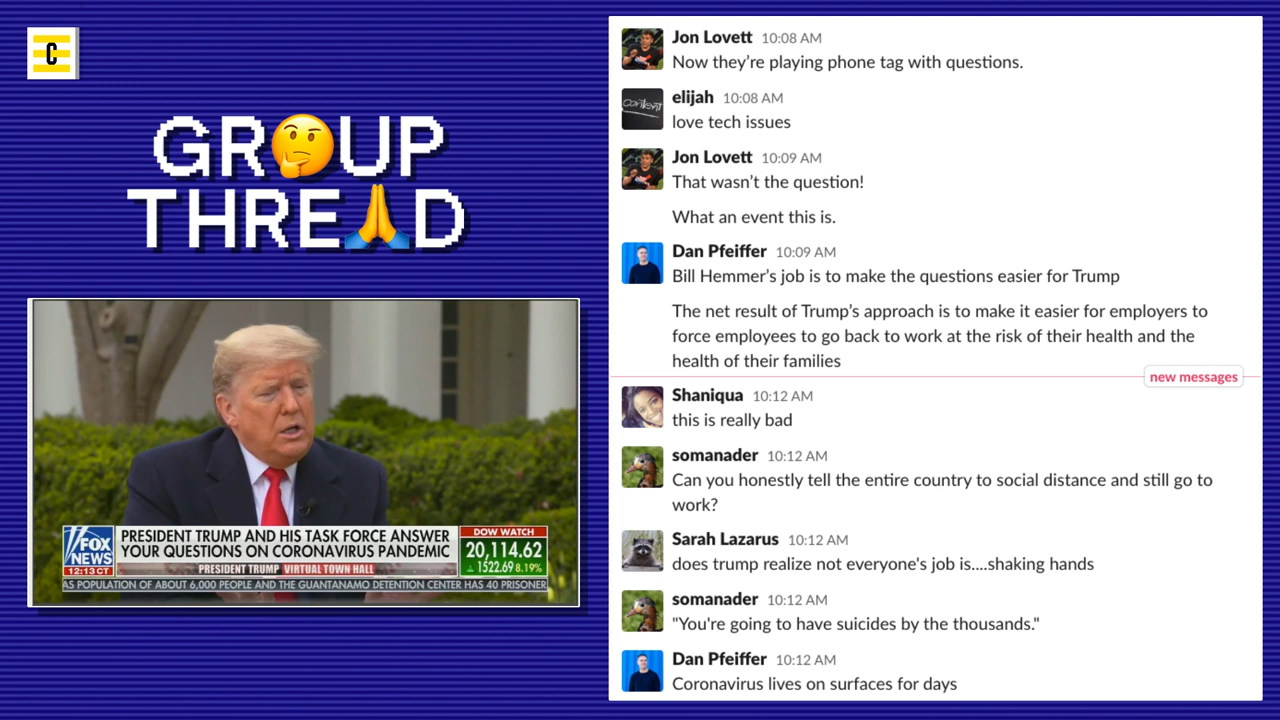 C
GR🤔UP
THRE🙏D
PRESIDENT TRUMP AND HIS TASK FORCE ANSWER
YOUR QUESTIONS ON CORONAVIRUS PANDEMIC
PRESIDENT TRUMP VIRTUAL TOWN HALL
FOX
NEWS
12:13 CT
DOW WATCH
20,114.62
▲ 1522.69 8.19%
AS POPULATION OF ABOUT 6,000 PEOPLE AND THE GUANTANAMO DETENTION CENTER HAS 40 PRISONER
Jon Lovett 10:08 AM
Now they're playing phone tag with questions.
elijah 10:08 AM
love tech issues
Jon Lovett 10:09 AM
That wasn't the question!
What an event this is.
Dan Pfeiffer 10:09 AM
Bill Hemmer's job is to make the questions easier for Trump
The net result of Trump's approach is to make it easier for employers to
force employees to go back to work at the risk of their health and the
health of their families
new messages
Shaniqua 10:12 AM
this is really bad
somanader 10:12 AM
Can you honestly tell the entire country to social distance and still go to
work?
Sarah Lazarus 10:12 AM
does trump realize not everyone's job is....shaking hands
somanader 10:12 AM
"You're going to have suicides by the thousands."
Dan Pfeiffer 10:12 AM
Coronavirus lives on surfaces for days